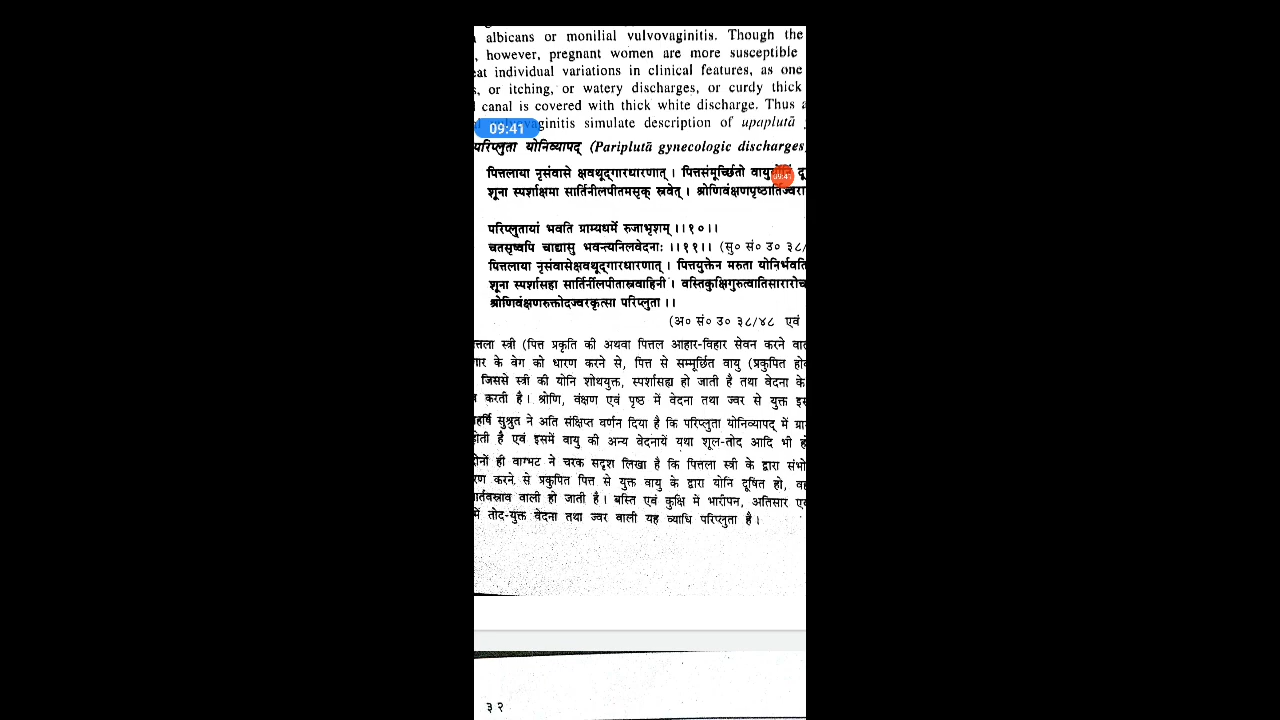 albicans or monilial vulvovaginitis. Though the
, however, pregnant women are more susceptible
eat individual variations in clinical features, as one
s, or itching, or watery discharges, or curdy thick
canal is covered with thick white discharge. Thus a
09:41 vaginitis simulate description of upaplutā
परिप्लुता योनिव्यापद् (Pariplutā gynecologic discharges)
पित्तलाया नृसंवासे क्षवथूद्गारधारणात् । पित्तसंमूर्च्छितो
09:41
शूना स्पर्शाक्षमा सार्तिनीलपीतमसृक् स्रवेत् । श्रोणिवंक्षणपृष्ठार्तिज्वरा
परिप्लुतायां भवति ग्राम्यधर्मे रुजाभृशम् ।।१०।।
चतसृष्वपि चाद्यासु भवन्त्यनिलवेदनाः ।।११।। (सु० सं० उ० ३८/
पित्तलाया नृसंवासेक्षवथूद्गारधारणात् । पित्तयुक्तेन मरुता योनिर्भवति
शूना स्पर्शासहा सार्तिर्नीलपीतास्रवाहिनी । वस्तिकुक्षिगुरुत्वातिसारारोच
श्रोणिवंक्षणरुक्तोदज्वरकृत्सा परिप्लुता ।।
(अ० सं० उ० ३८/४८ एवं
त्तला स्त्री (पित्त प्रकृति की अथवा पित्तल आहार-विहार सेवन करने वा
गार के वेग को धारण करने से, पित्त से सम्मूर्छित वायु (प्रकुपित हो
जिससे स्त्री की योनि शोथयुक्त, स्पर्शासह्य हो जाती है तथा वेदना के
करती है। श्रोणि, वंक्षण एवं पृष्ठ में वेदना तथा ज्वर से युक्त इस
हर्षि सुश्रुत ने अति संक्षिप्त वर्णन दिया है कि परिप्लुता योनिव्यापद् में ग्रा
होती है एवं इसमें वायु की अन्य वेदनायें यथा शूल-तोद आदि भी हो
दोनों ही वाग्भट ने चरक सदृश लिखा है कि पित्तला स्त्री के द्वारा संभो
रण करने से प्रकुपित पित्त से युक्त वायु के द्वारा योनि दूषित हो, वह
आर्तवस्राव वाली हो जाती है। बस्ति एवं कुक्षि में भारीपन, अतिसार एवं
में तोद-युक्त वेदना तथा ज्वर वाली यह व्याधि परिप्लुता है।
३२